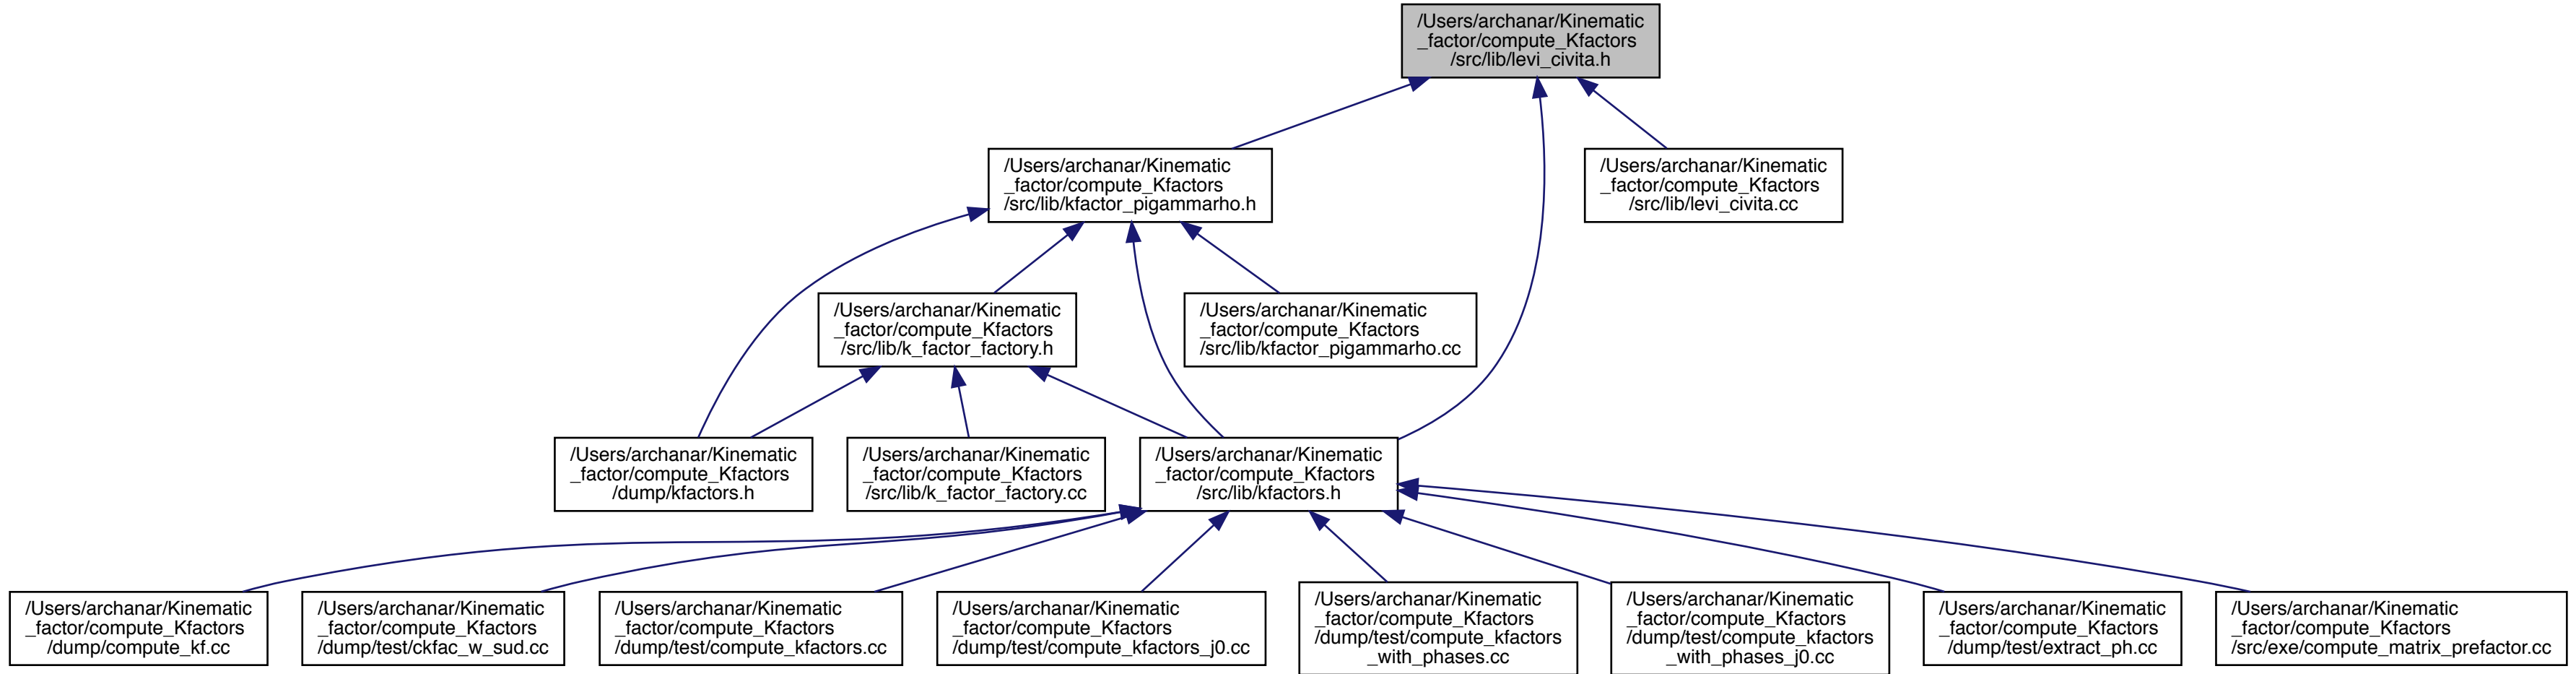 /Users/archanar/Kinematic
_factor/compute_Kfactors
/src/lib/levi_civita.h
/Users/archanar/Kinematic
_factor/compute_Kfactors
/src/lib/kfactor_pigammarho.h
/Users/archanar/Kinematic
_factor/compute_Kfactors
/src/lib/levi_civita.cc
/Users/archanar/Kinematic
_factor/compute_Kfactors
/src/lib/k_factor_factory.h
/Users/archanar/Kinematic
_factor/compute_Kfactors
/src/lib/kfactor_pigammarho.cc
/Users/archanar/Kinematic
_factor/compute_Kfactors
/dump/kfactors.h
/Users/archanar/Kinematic
_factor/compute_Kfactors
/src/lib/k_factor_factory.cc
/Users/archanar/Kinematic
_factor/compute_Kfactors
/src/lib/kfactors.h
/Users/archanar/Kinematic
_factor/compute_Kfactors
/dump/compute_kf.cc
/Users/archanar/Kinematic
_factor/compute_Kfactors
/dump/test/ckfac_w_sud.cc
/Users/archanar/Kinematic
_factor/compute_Kfactors
/dump/test/compute_kfactors.cc
/Users/archanar/Kinematic
_factor/compute_Kfactors
/dump/test/compute_kfactors_j0.cc
/Users/archanar/Kinematic
_factor/compute_Kfactors
/dump/test/compute_kfactors
_with_phases.cc
/Users/archanar/Kinematic
_factor/compute_Kfactors
/dump/test/compute_kfactors
_with_phases_j0.cc
/Users/archanar/Kinematic
_factor/compute_Kfactors
/dump/test/extract_ph.cc
/Users/archanar/Kinematic
_factor/compute_Kfactors
/src/exe/compute_matrix_prefactor.cc